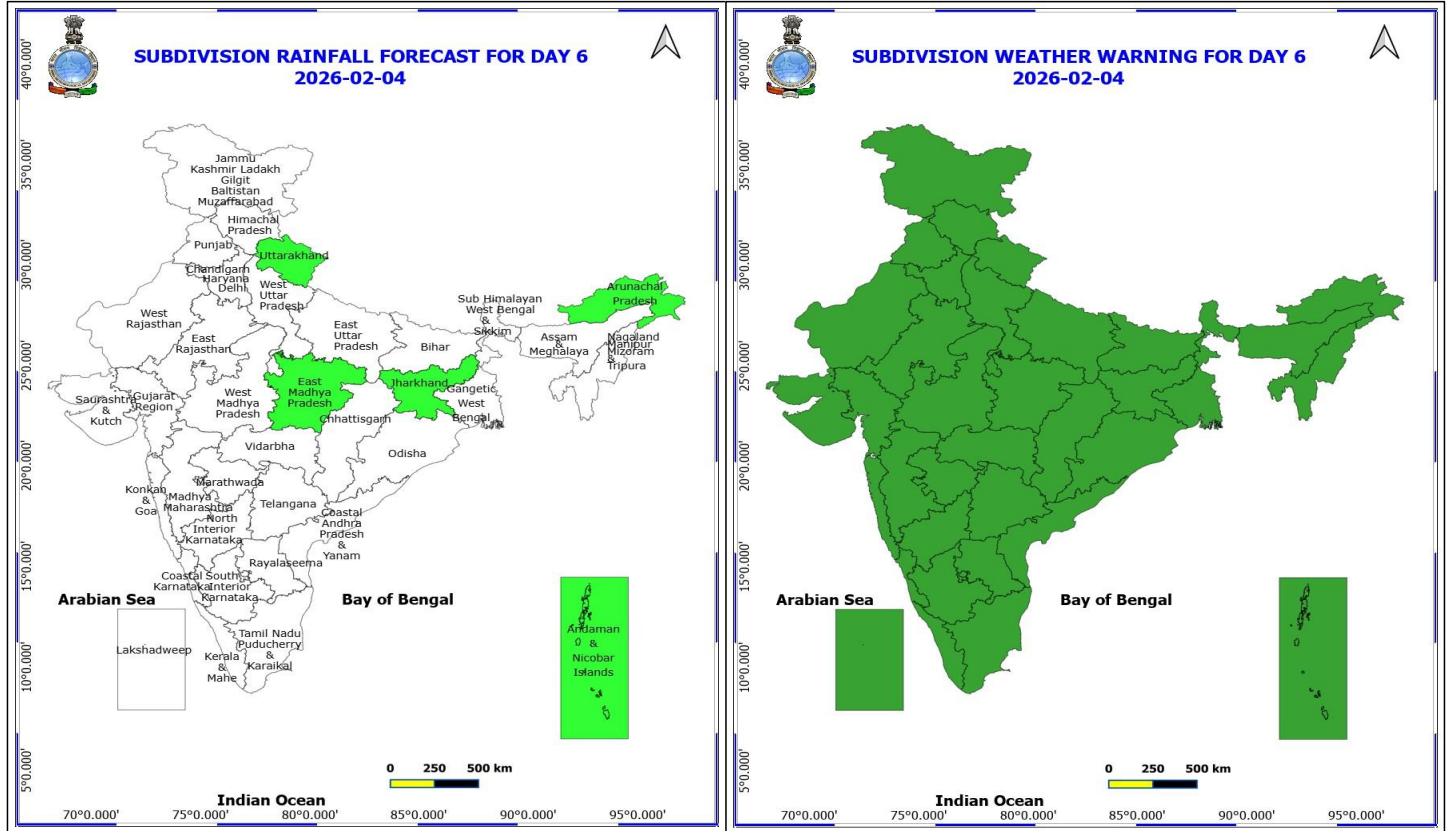 SUBDIVISION RAINFALL FORECAST FOR DAY 6
2026-02-04
Jammu
Kashmir Ladakh
Gilgit
Baltistan
Muzaffarabad
Himachal
Pradesh
Punjab
Uttarakhand
Chandigarh
Haryana
Delhi
West
Uttar
Pradesh
Arunachal
Pradesh
Sub Himalayan
West Bengal
&
Sikkim
West
Rajasthan
East
Rajasthan
East
Uttar
Pradesh
Bihar
Assam
&
Meghalaya
Nagaland
Manipur
Mizoram
&
Tripura
Saurashtra
&
Kutch
Gujarat
Region
West
Madhya
Pradesh
East
Madhya
Pradesh
Jharkhand
Gangetic
West
Bengal
Chhattisgarh
Vidarbha
Odisha
Konkan
&
Goa
Madhya
Maharashtra
Marathwada
Telangana
North
Interior
Karnataka
Coastal
Andhra
Pradesh
&
Yanam
Rayalaseema
Coastal
Karnataka
South
Interior
Karnataka
Arabian Sea
Bay of Bengal
Lakshadweep
Kerala
&
Mahe
Tamil Nadu
Puducherry
&
Karaikal
Andaman
&
Nicobar
Islands
0 250 500 km
Indian Ocean
40°0.000'
35°0.000'
30°0.000'
25°0.000'
20°0.000'
15°0.000'
10°0.000'
5°0.000'
70°0.000' 75°0.000' 80°0.000' 85°0.000' 90°0.000' 95°0.000'
SUBDIVISION WEATHER WARNING FOR DAY 6
2026-02-04
Arabian Sea
Bay of Bengal
0 250 500 km
Indian Ocean
40°0.000'
35°0.000'
30°0.000'
25°0.000'
20°0.000'
15°0.000'
10°0.000'
5°0.000'
70°0.000' 75°0.000' 80°0.000' 85°0.000' 90°0.000' 95°0.000'